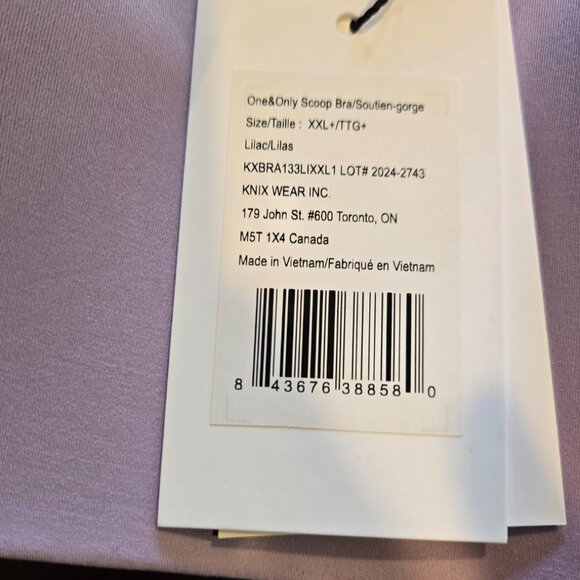 One&Only Scoop Bra/Soutien-gorge
Size/Taille : XXL+/TTG+
Lilac/Lilas
KXBRA133LIXXL1 LOT# 2024-2743
KNIX WEAR INC.
179 John St. #600 Toronto, ON
M5T 1X4 Canada
Made in Vietnam/Fabriqué en Vietnam
8 43676 38858 0